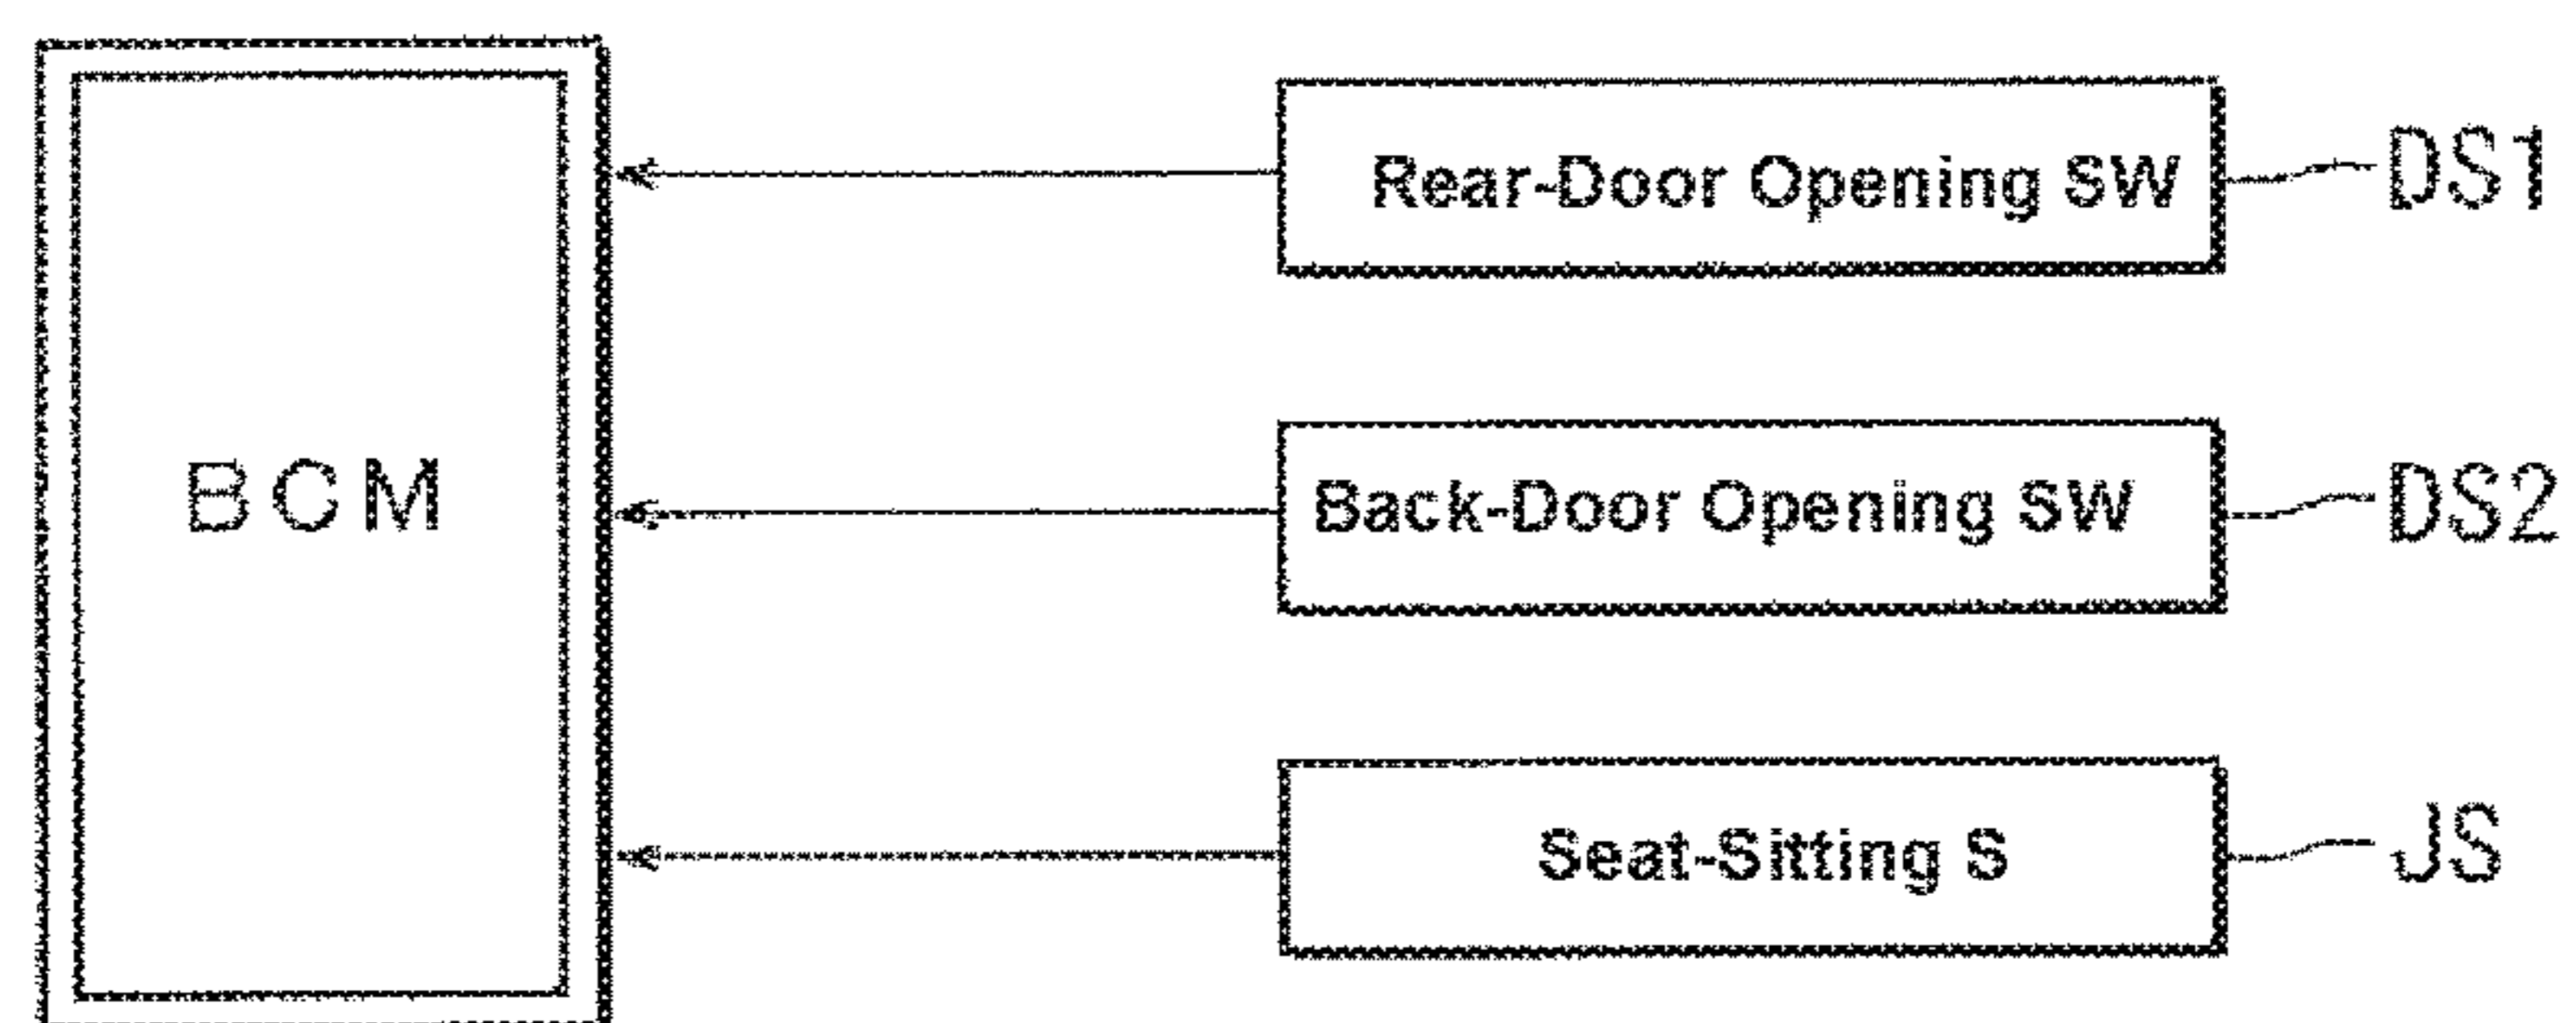 Rear-Door Opening SW DS1
BCM
Back-Door Opening SW DS2
Seat-Sitting S JS